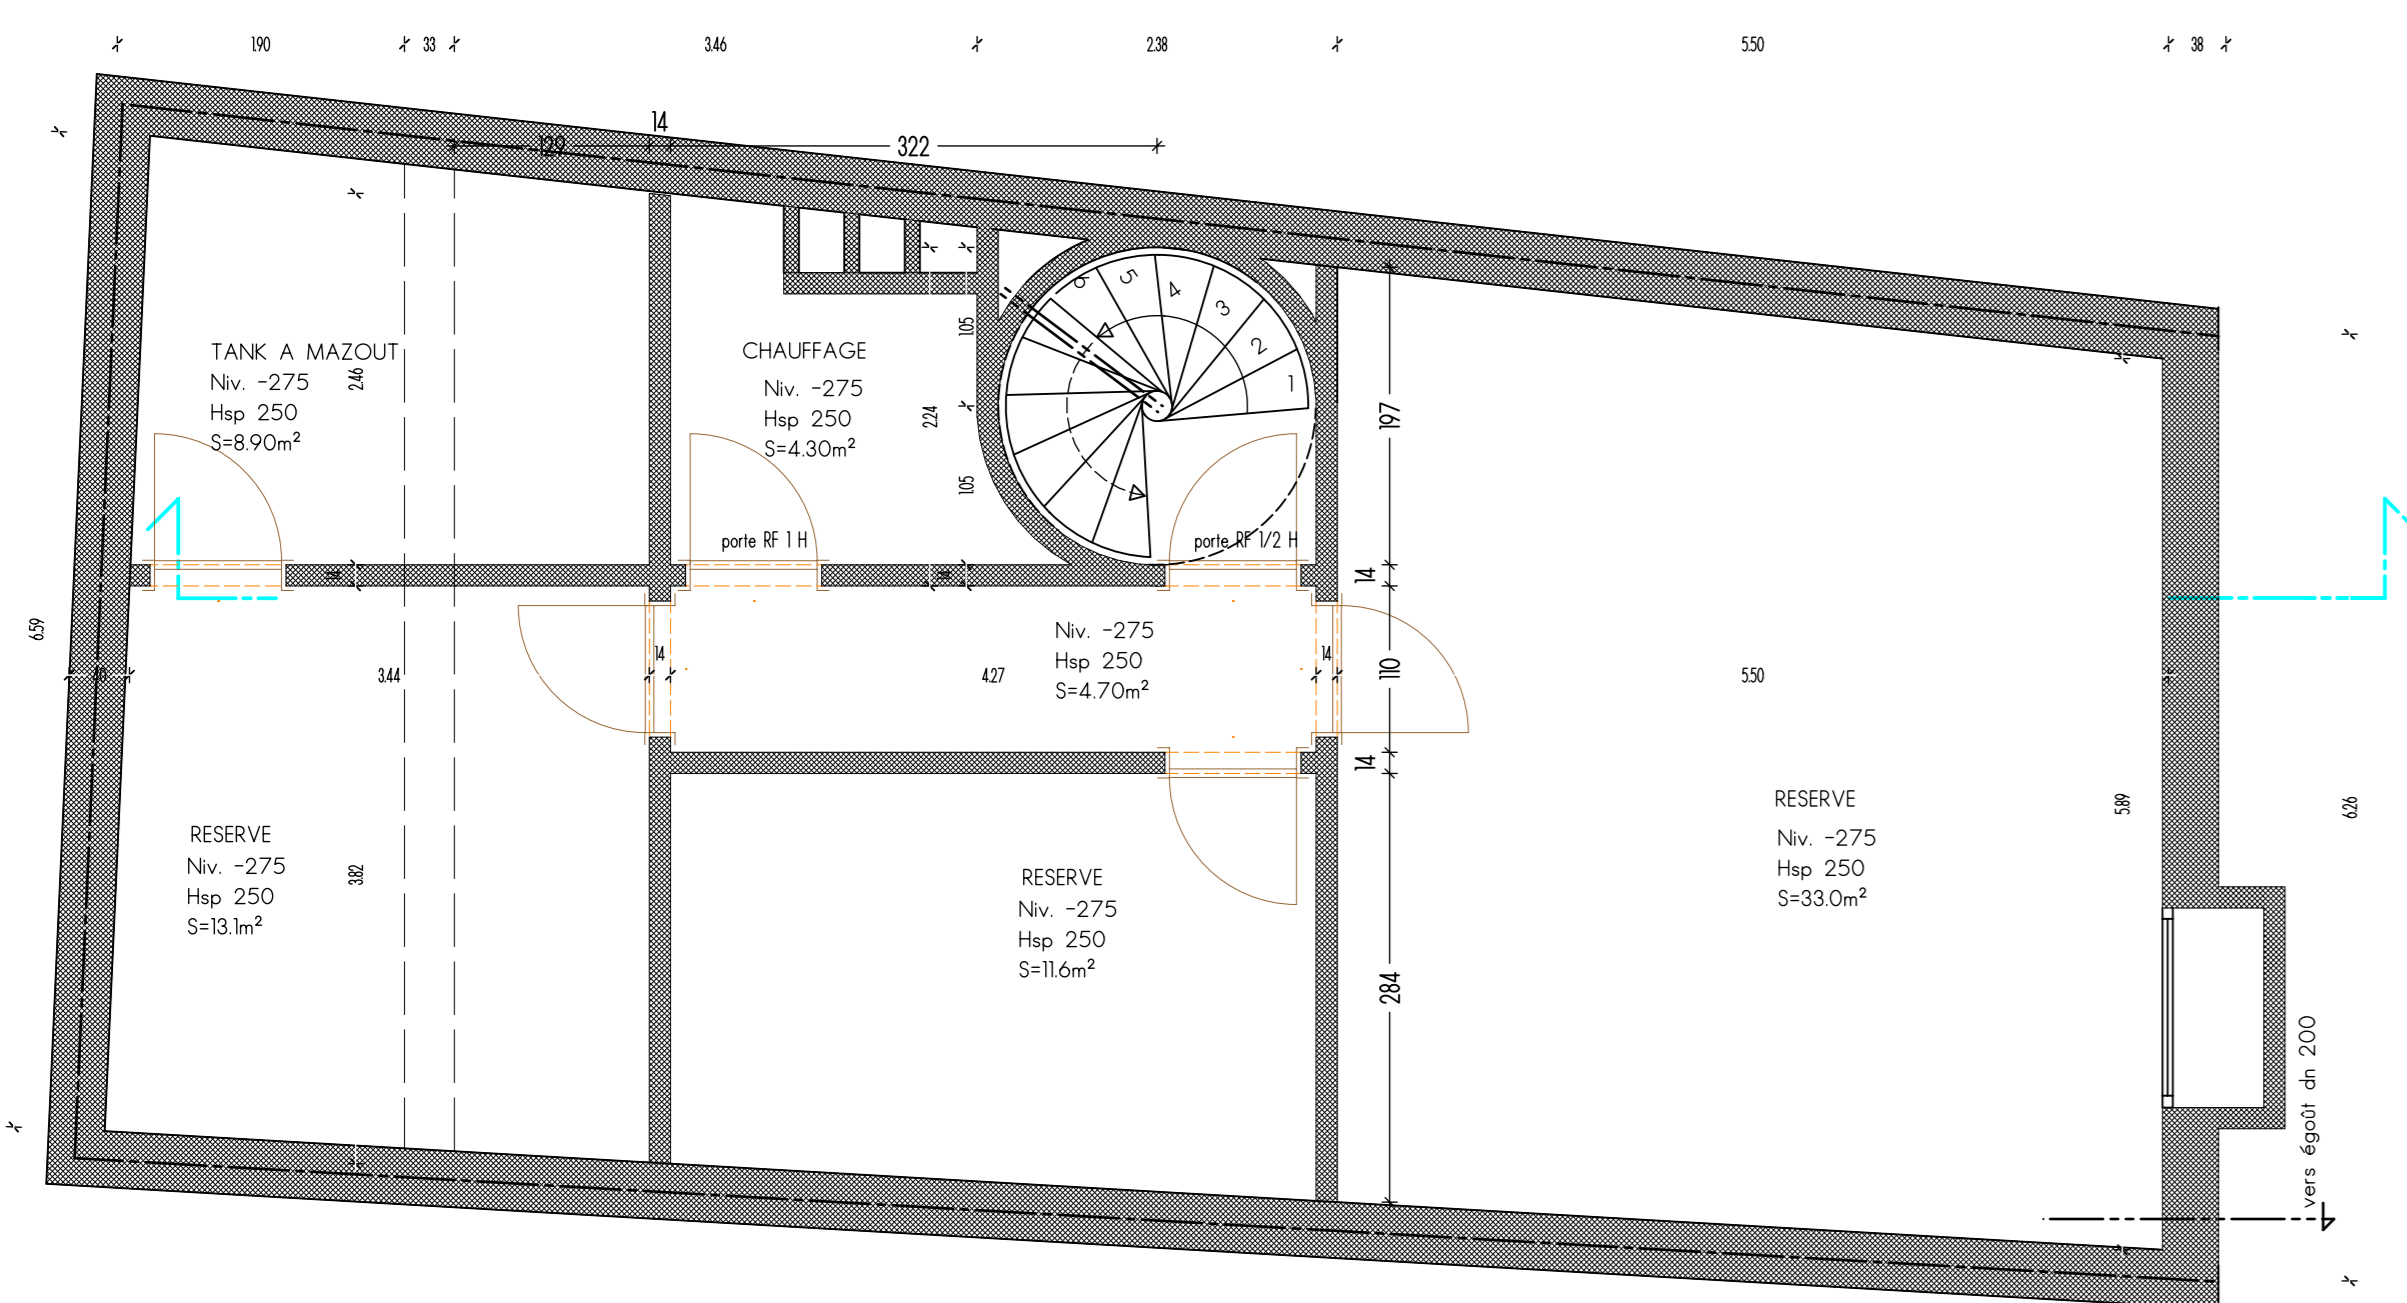 1.90
33
3.46
2.38
5.50
38
14
129
322
6
5
4
3
2
1
TANK A MAZOUT
Niv. -275
Hsp 250
S=8.90m²
2.46
CHAUFFAGE
Niv. -275
Hsp 250
S=4.30m²
1.05
2.24
1.05
197
porte RF 1 H
porte RF 1/2 H
14
14
14
6.59
40
3.44
14
4.27
Niv. -275
Hsp 250
S=4.70m²
14
110
5.50
14
RESERVE
Niv. -275
Hsp 250
S=13.1m²
3.82
RESERVE
Niv. -275
Hsp 250
S=11.6m²
284
RESERVE
Niv. -275
Hsp 250
S=33.0m²
5.89
6.26
vers égoût dn 200